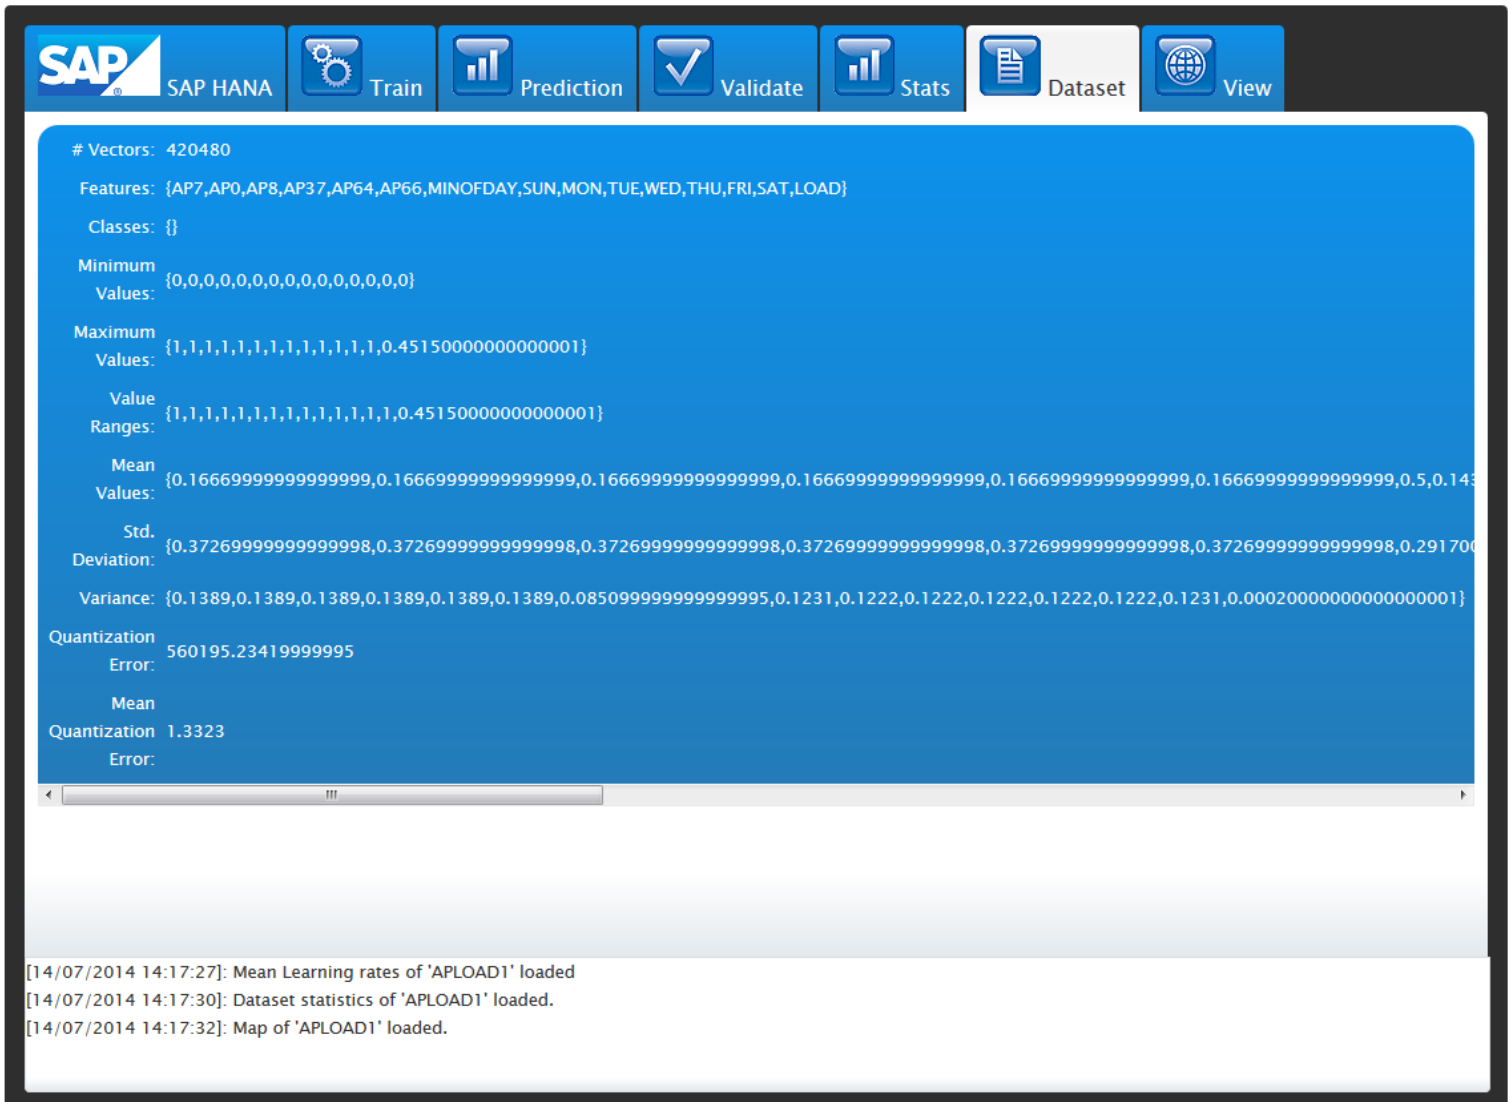 SAP ® SAP HANA Train Prediction Validate Stats Dataset View
# Vectors: 420480
Features: {AP7,AP0,AP8,AP37,AP64,AP66,MINOFDAY,SUN,MON,TUE,WED,THU,FRI,SAT,LOAD}
Classes: {}
Minimum
Values: {0,0,0,0,0,0,0,0,0,0,0,0,0,0,0}
Maximum
Values: {1,1,1,1,1,1,1,1,1,1,1,1,1,0.45150000000000001}
Value
Ranges: {1,1,1,1,1,1,1,1,1,1,1,1,1,1,0.45150000000000001}
Mean
Values: {0.16669999999999999,0.16669999999999999,0.16669999999999999,0.16669999999999999,0.16669999999999999,0.16669999999999999,0.5,0.143
Std.
Deviation: {0.37269999999999998,0.37269999999999998,0.37269999999999998,0.37269999999999998,0.37269999999999998,0.37269999999999998,0.291700
Variance: {0.1389,0.1389,0.1389,0.1389,0.1389,0.1389,0.085099999999999995,0.1231,0.1222,0.1222,0.1222,0.1222,0.1222,0.1231,0.00020000000000000001}
Quantization
Error: 560195.23419999995
Mean
Quantization 1.3323
Error:
[14/07/2014 14:17:27]: Mean Learning rates of 'APLOAD1' loaded
[14/07/2014 14:17:30]: Dataset statistics of 'APLOAD1' loaded.
[14/07/2014 14:17:32]: Map of 'APLOAD1' loaded.